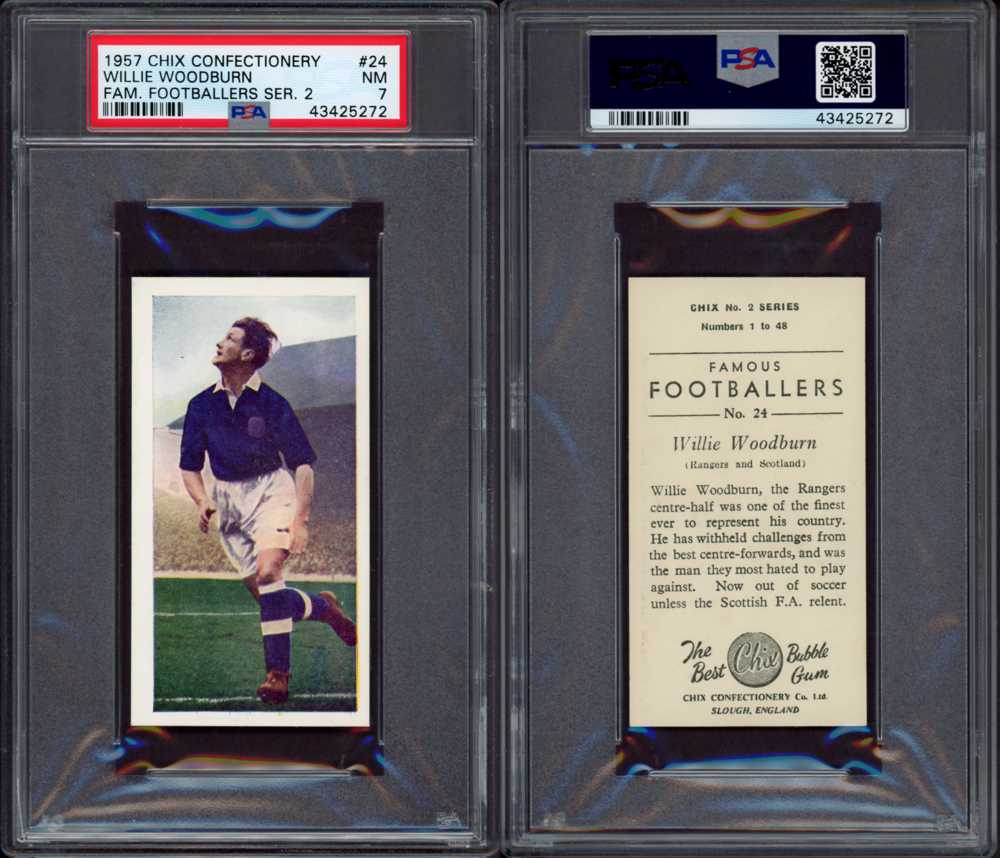 1957 CHIX CONFECTIONERY #24
WILLIE WOODBURN NM
FAM. FOOTBALLERS SER. 2 7
PSA 43425272
PSA
PSA
43425272
CHIX No. 2 SERIES
Numbers 1 to 48
FAMOUS
FOOTBALLERS
No. 24
Willie Woodburn
(Rangers and Scotland)
Willie Woodburn, the Rangers
centre-half was one of the finest
ever to represent his country.
He has withheld challenges from
the best centre-forwards, and was
the man they most hated to play
against. Now out of soccer
unless the Scottish F.A. relent.
The Best Chix Bubble Gum
CHIX CONFECTIONERY Co. Ltd.
SLOUGH, ENGLAND